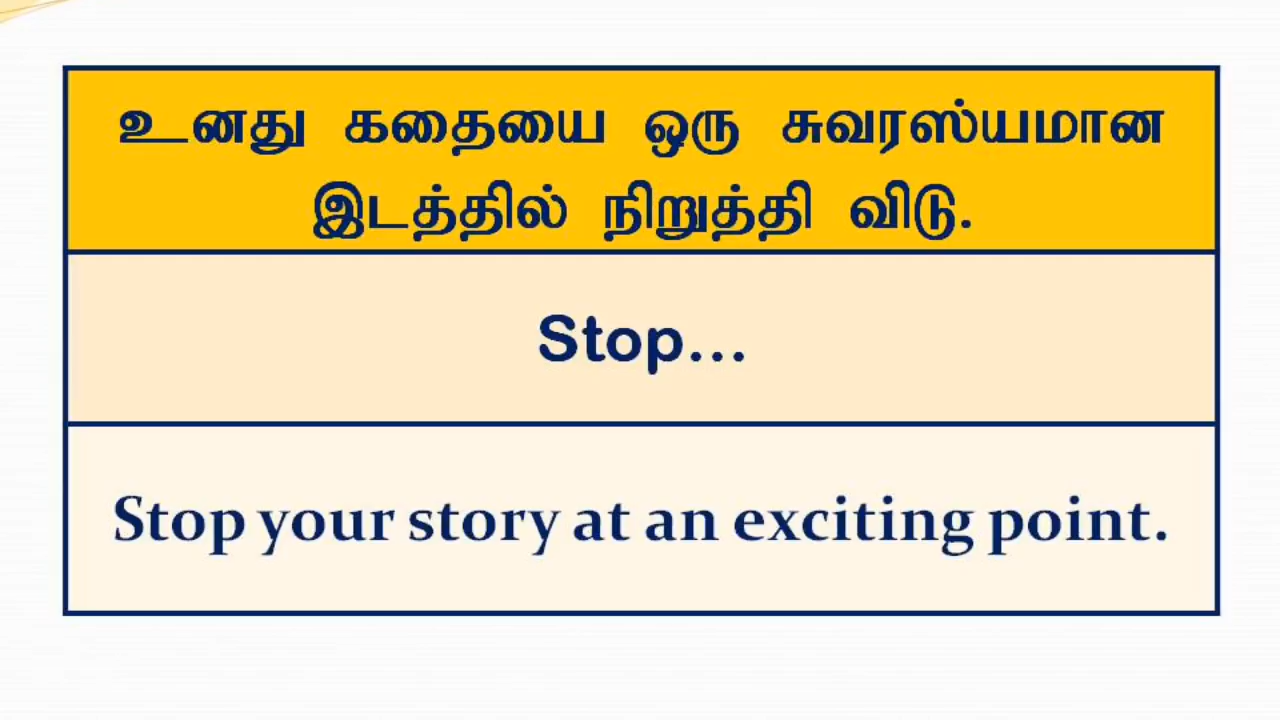 உனது கதையை ஒரு சுவரஸ்யமான
இடத்தில் நிறுத்தி விடு.
Stop...
Stop your story at an exciting point.